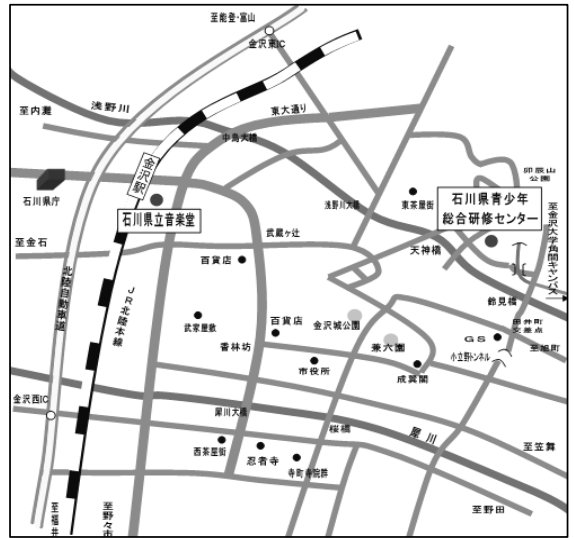 至能登・富山
金沢東IC
浅野川
至内灘
東大通り
中島大橋
金沢駅
石川県庁
石川県立音楽堂
卯辰山
公園
東茶屋街
浅野川大橋
石川県青少年
総合研修センター
至金沢大学角間キャンパス
天神橋
武蔵ヶ辻
至金石
百貨店
北陸自動車道
JR北陸本線
鈴見橋
田井町
交差点
至旭町
GS
小立野トンネル
武家屋敷
百貨店
金沢城公園
兼六園
香林坊
市役所
成巽閣
金沢西IC
犀川大橋
桜橋
犀川
西茶屋街
忍者寺
寺町寺院群
至笠舞
至野田
至福井
至野々市